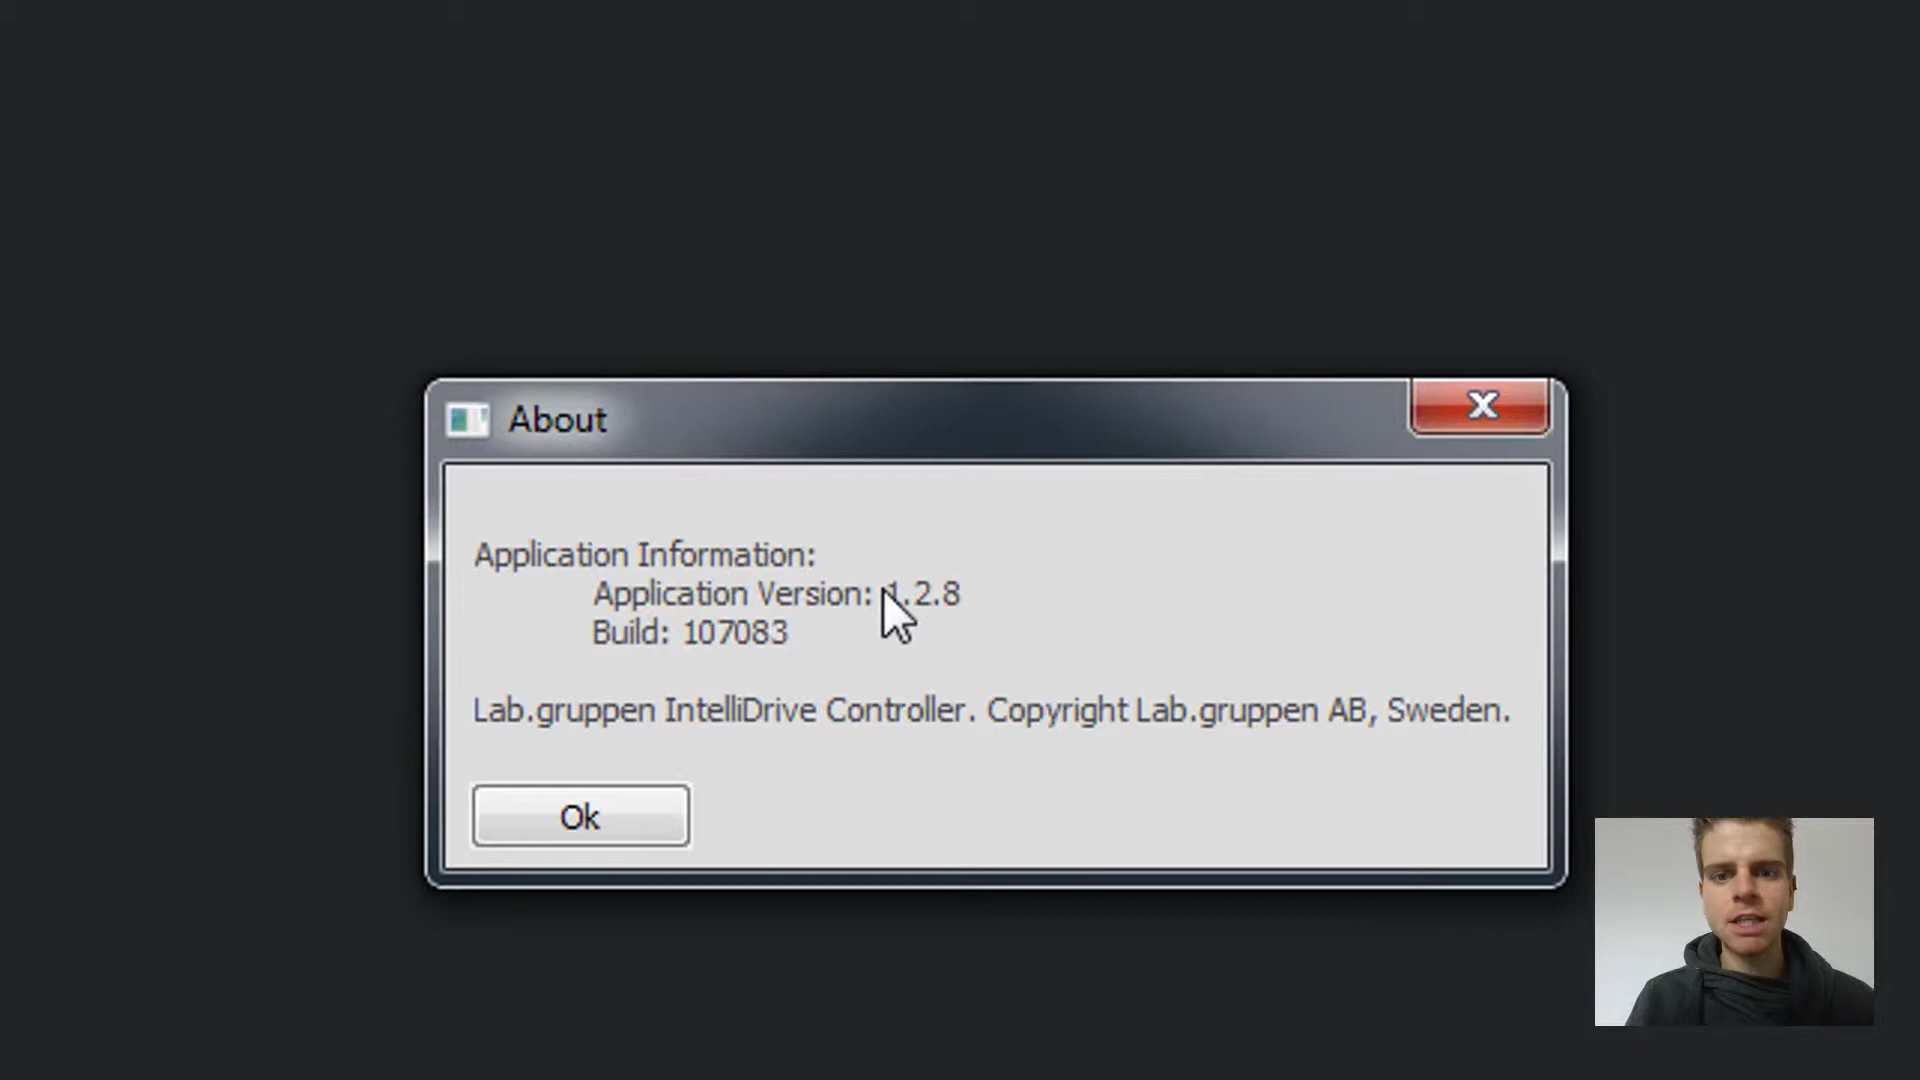 About
Application Information:
Application Version: 1.2.8
Build: 107083
Lab.gruppen IntelliDrive Controller. Copyright Lab.gruppen AB, Sweden.
Ok